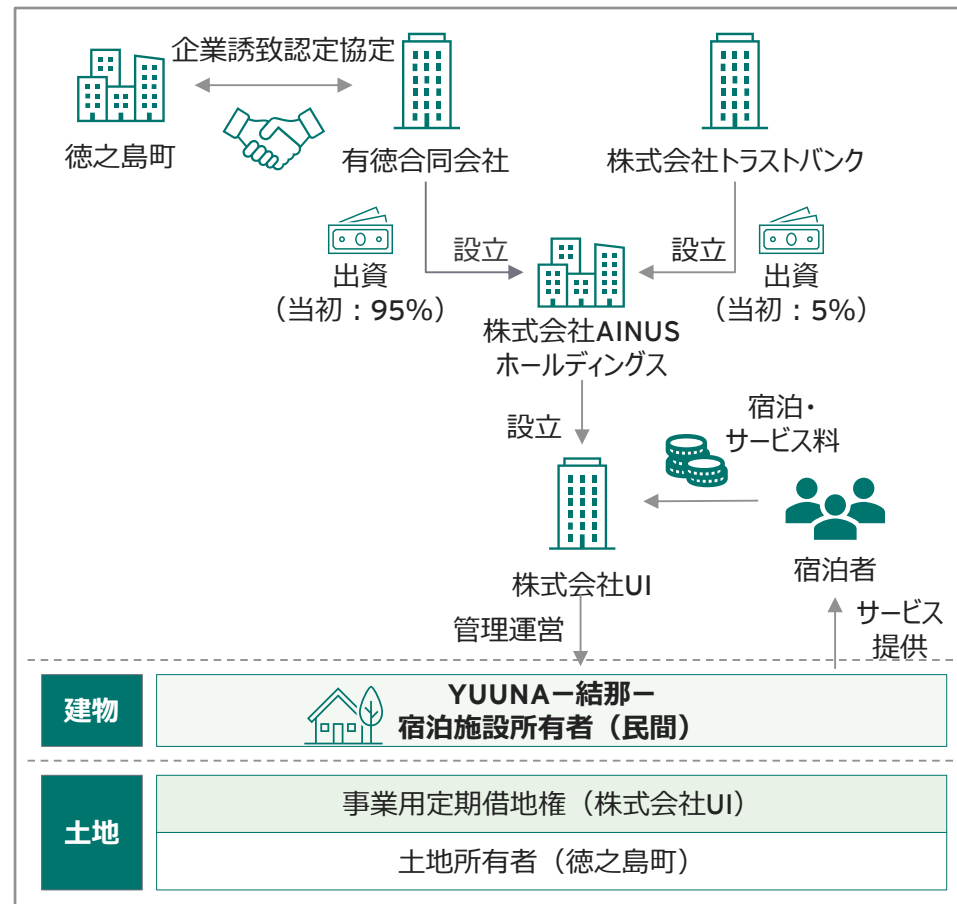 企業誘致認定協定
徳之島町
有徳合同会社
株式会社トラストバンク
設立
設立
出資
（当初：95%）
出資
（当初：5%）
株式会社AINUS
ホールディングス
設立
宿泊・
サービス料
宿泊者
株式会社UI
管理運営
サービス
提供
建物
YUUNAー結那ー
宿泊施設所有者（民間）
土地
事業用定期借地権（株式会社UI）
土地所有者（徳之島町）